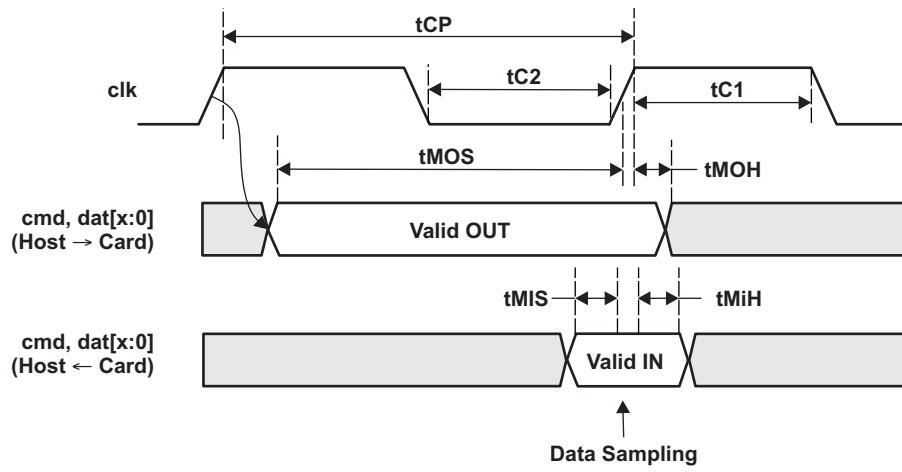 tCP
clk
tC2
tC1
tMOS
tMOH
cmd, dat[x:0]
(Host → Card)
Valid OUT
tMIS
tMiH
cmd, dat[x:0]
(Host ← Card)
Valid IN
Data Sampling